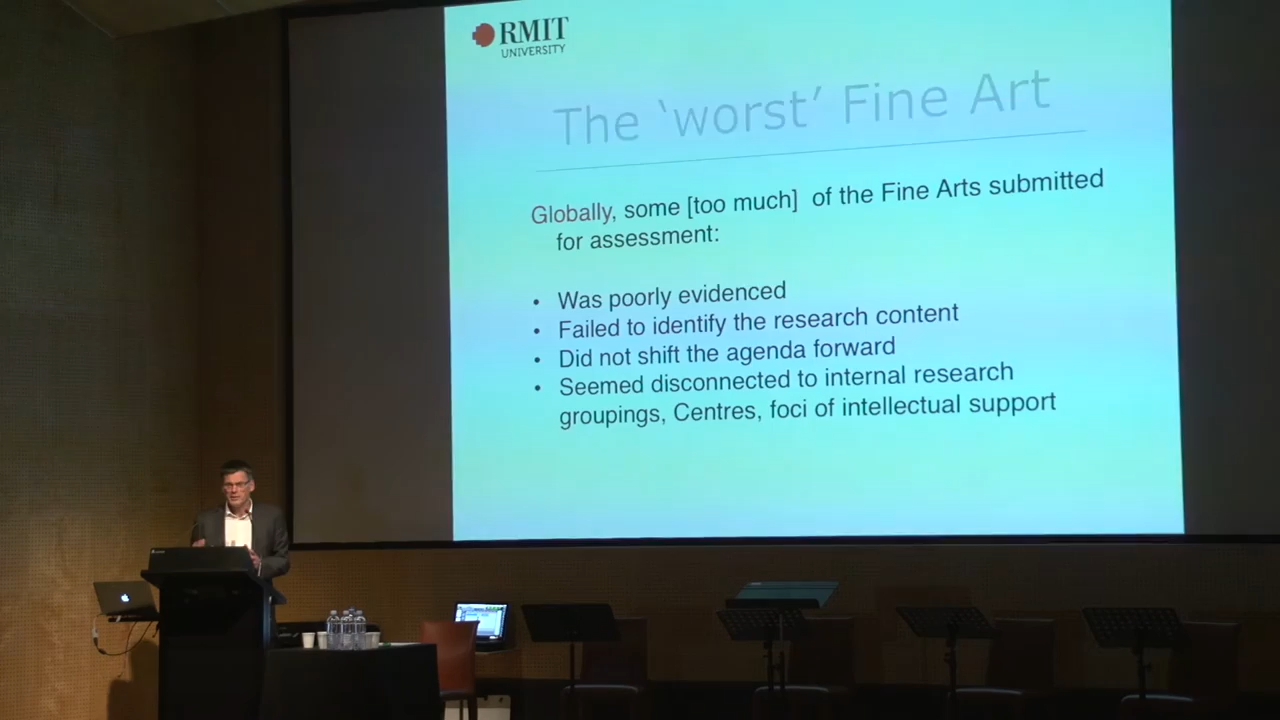 RMIT
UNIVERSITY
The ‘worst’ Fine Art
Globally, some [too much] of the Fine Arts submitted
for assessment:
• Was poorly evidenced
• Failed to identify the research content
• Did not shift the agenda forward
• Seemed disconnected to internal research
groupings, Centres, foci of intellectual support